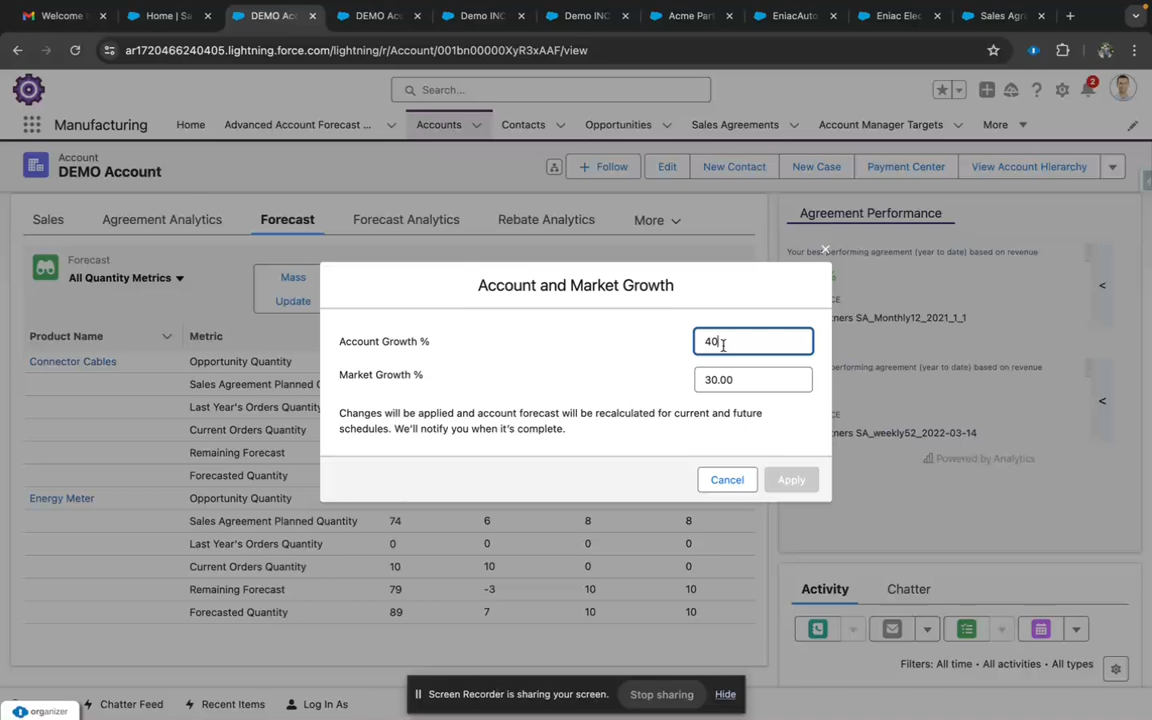 Welcome
Home | Sa
DEMO Acc
DEMO Acc
Demo INC
Demo INC
Acme Part
EniacAuto
Eniac Elec
Sales Agre
ar1720466240405.lightning.force.com/lightning/r/Account/001bn00000XyR3xAAF/view
Search...
2
Manufacturing
Home
Advanced Account Forecast ...
Accounts
Contacts
Opportunities
Sales Agreements
Account Manager Targets
More
Account
DEMO Account
Follow
Edit
New Contact
New Case
Payment Center
View Account Hierarchy
Sales
Agreement Analytics
Forecast
Forecast Analytics
Rebate Analytics
More
Agreement Performance
Forecast
All Quantity Metrics
Mass
Update
Your best performing agreement (year to date) based on revenue
%
CE
ners SA_Monthly12_2021_1_1
performing agreement (year to date) based on revenue
CE
ners SA_weekly52_2022-03-14
Powered by Analytics
Account and Market Growth
Account Growth %
40
Market Growth %
30.00
Changes will be applied and account forecast will be recalculated for current and future
schedules. We'll notify you when it's complete.
Cancel
Apply
Product Name
Metric
Connector Cables
Opportunity Quantity
Sales Agreement Planned
Last Year's Orders Quantity
Current Orders Quantity
Remaining Forecast
Forecasted Quantity
Energy Meter
Opportunity Quantity
Sales Agreement Planned Quantity 74 6 8 8
Last Year's Orders Quantity 0 0 0 0
Current Orders Quantity 10 10 0 0
Remaining Forecast 79 -3 10 10
Forecasted Quantity 89 7 10 10
Activity
Chatter
Filters: All time • All activities • All types
Screen Recorder is sharing your screen.
Stop sharing
Hide
organizer
Chatter Feed
Recent Items
Log In As